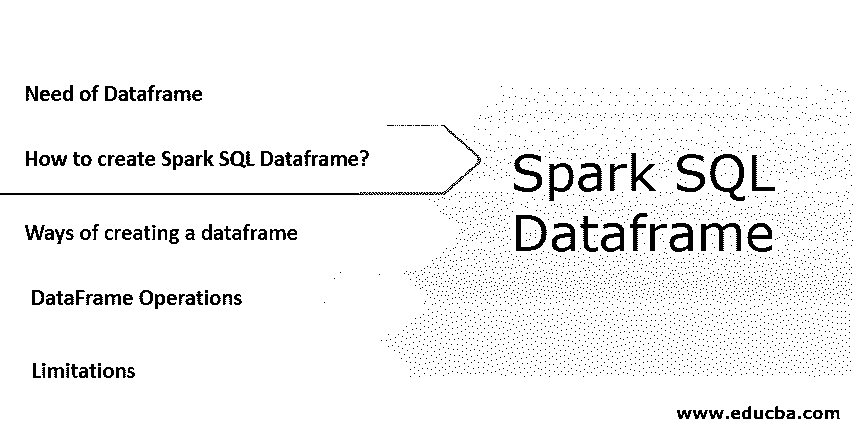 Need of Dataframe
How to create Spark SQL Dataframe?
Ways of creating a dataframe
DataFrame Operations
Limitations
Spark SQL
Dataframe
www.educba.com